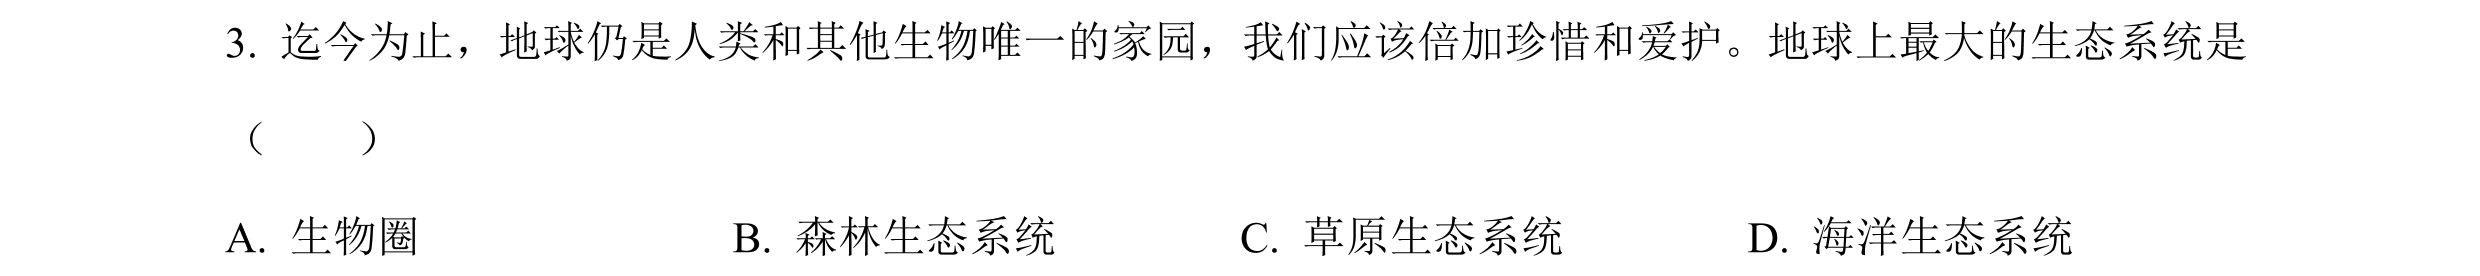 3. 迄今为止，地球仍是人类和其他生物唯一的家园，我们应该倍加珍惜和爱护。地球上最大的生态系统是
（　　）
A. 生物圈 B. 森林生态系统 C. 草原生态系统 D. 海洋生态系统